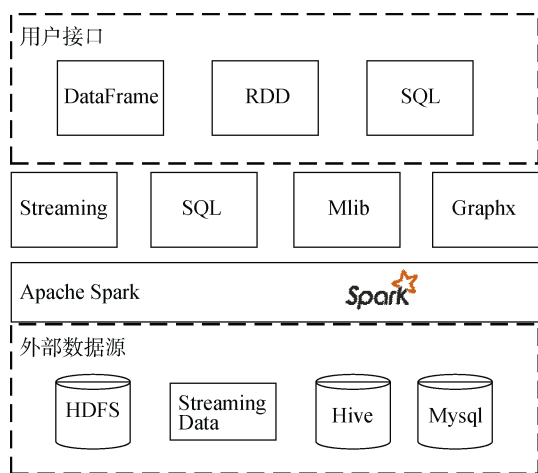 用户接口
DataFrame RDD SQL
Streaming SQL Mlib Graphx
Apache Spark Spark
外部数据源
HDFS Streaming Data Hive Mysql